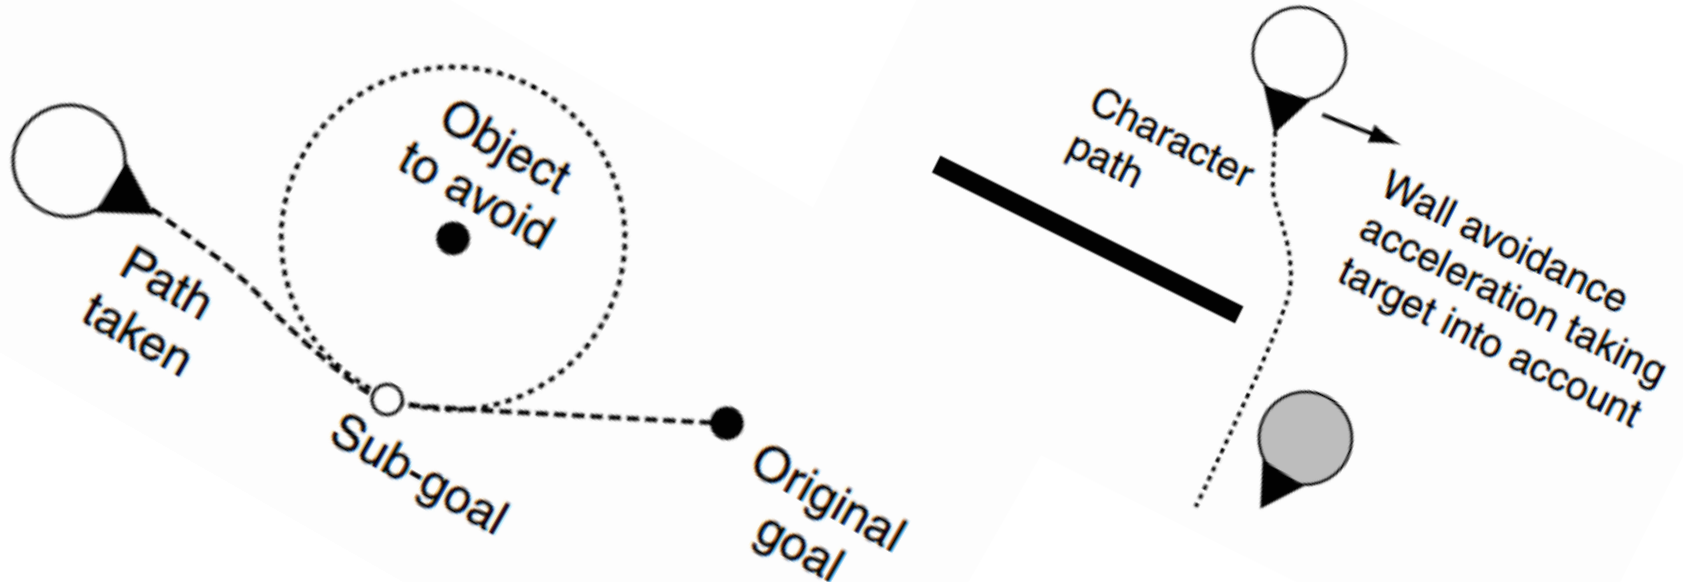 Object
to avoid
Path
taken
Sub-goal
Original
goal
Character
path
Wall avoidance
acceleration taking
target into account